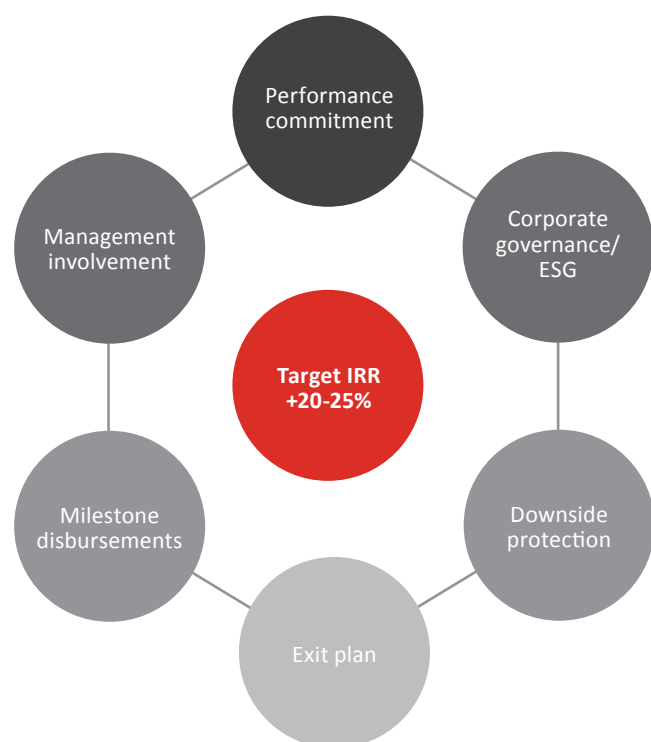 Performance
commitment
Management
involvement
Corporate
governance/
ESG
Target IRR
+20-25%
Milestone
disbursements
Downside
protection
Exit plan